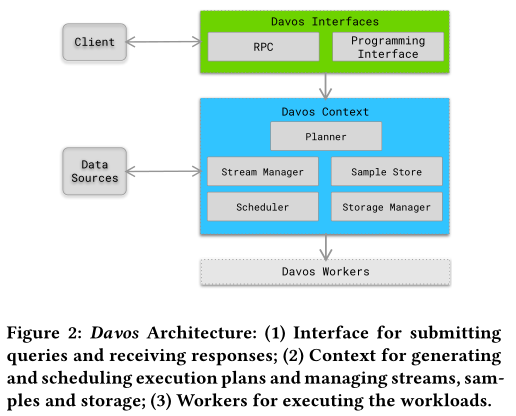 Davos Interfaces
Client
RPC
Programming
Interface
Davos Context
Planner
Data
Sources
Stream Manager
Sample Store
Scheduler
Storage Manager
Davos Workers
Figure 2: Davos Architecture: (1) Interface for submitting
queries and receiving responses; (2) Context for generating
and scheduling execution plans and managing streams, sam-
ples and storage; (3) Workers for executing the workloads.